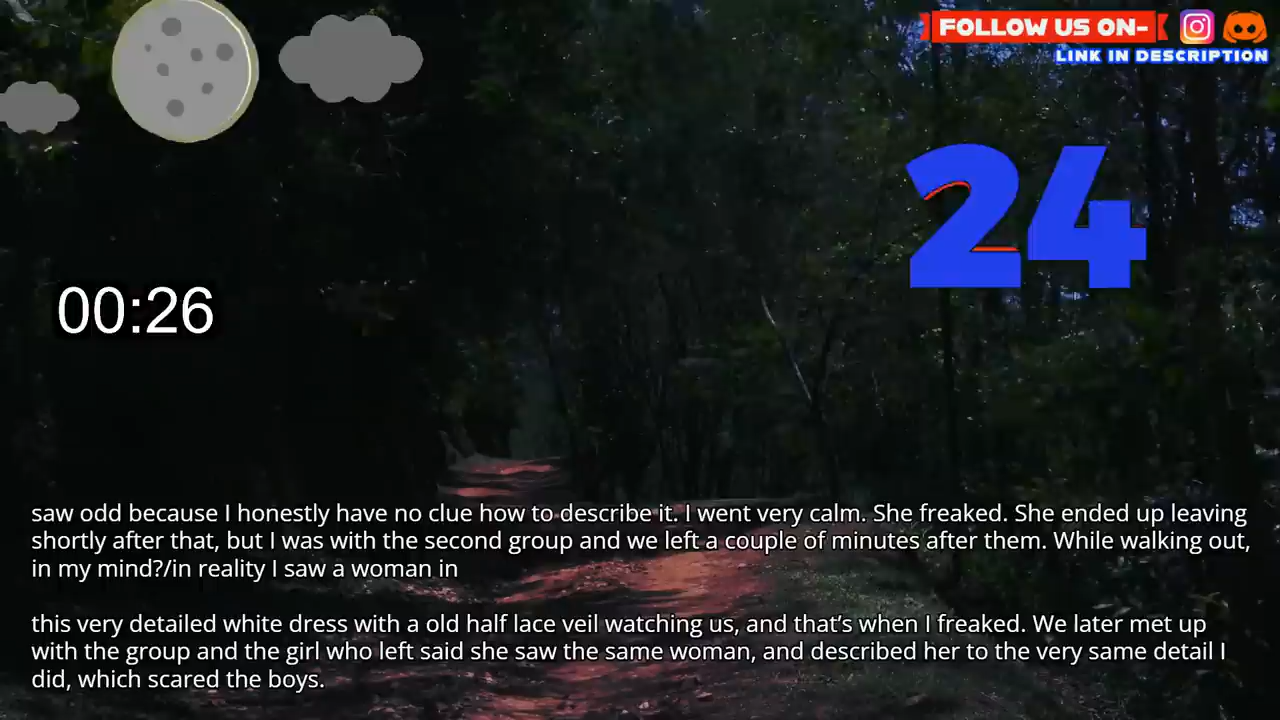 FOLLOW US ON-
LINK IN DESCRIPTION
24
00:26
saw odd because I honestly have no clue how to describe it. I went very calm. She freaked. She ended up leaving
shortly after that, but I was with the second group and we left a couple of minutes after them. While walking out,
in my mind?/in reality I saw a woman in
this very detailed white dress with a old half lace veil watching us, and that’s when I freaked. We later met up
with the group and the girl who left said she saw the same woman, and described her to the very same detail I
did, which scared the boys.